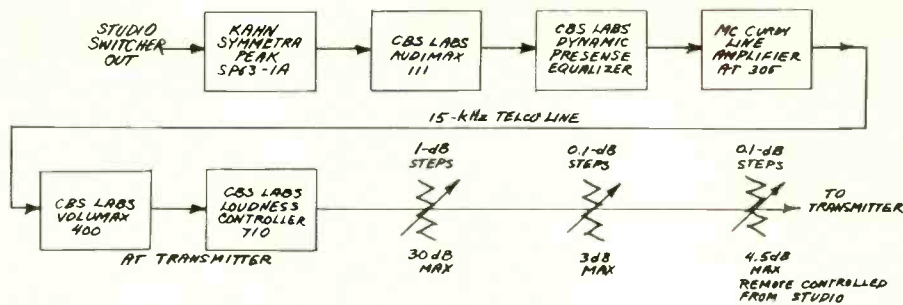 STUDIO
SWITCHER
OUT
KAHN
SYMMETRA
PEAK
SP63-1A
CBS LABS
AUDIMAX
111
CBS LABS
DYNAMIC
PRESENSE
EQUALIZER
MC CURDY
LINE
AMPLIFIER
AT 305
15-kHz TELCO LINE
CBS LABS
VOLUMAX
400
CBS LABS
LOUDNESS
CONTROLLER
710
AT TRANSMITTER
1-dB
STEPS
30dB
MAX
0.1-dB
STEPS
3dB
MAX
0.1-dB
STEPS
4.5dB
MAX
REMOTE CONTROLLED
FROM STUDIO
TO
TRANSMITTER